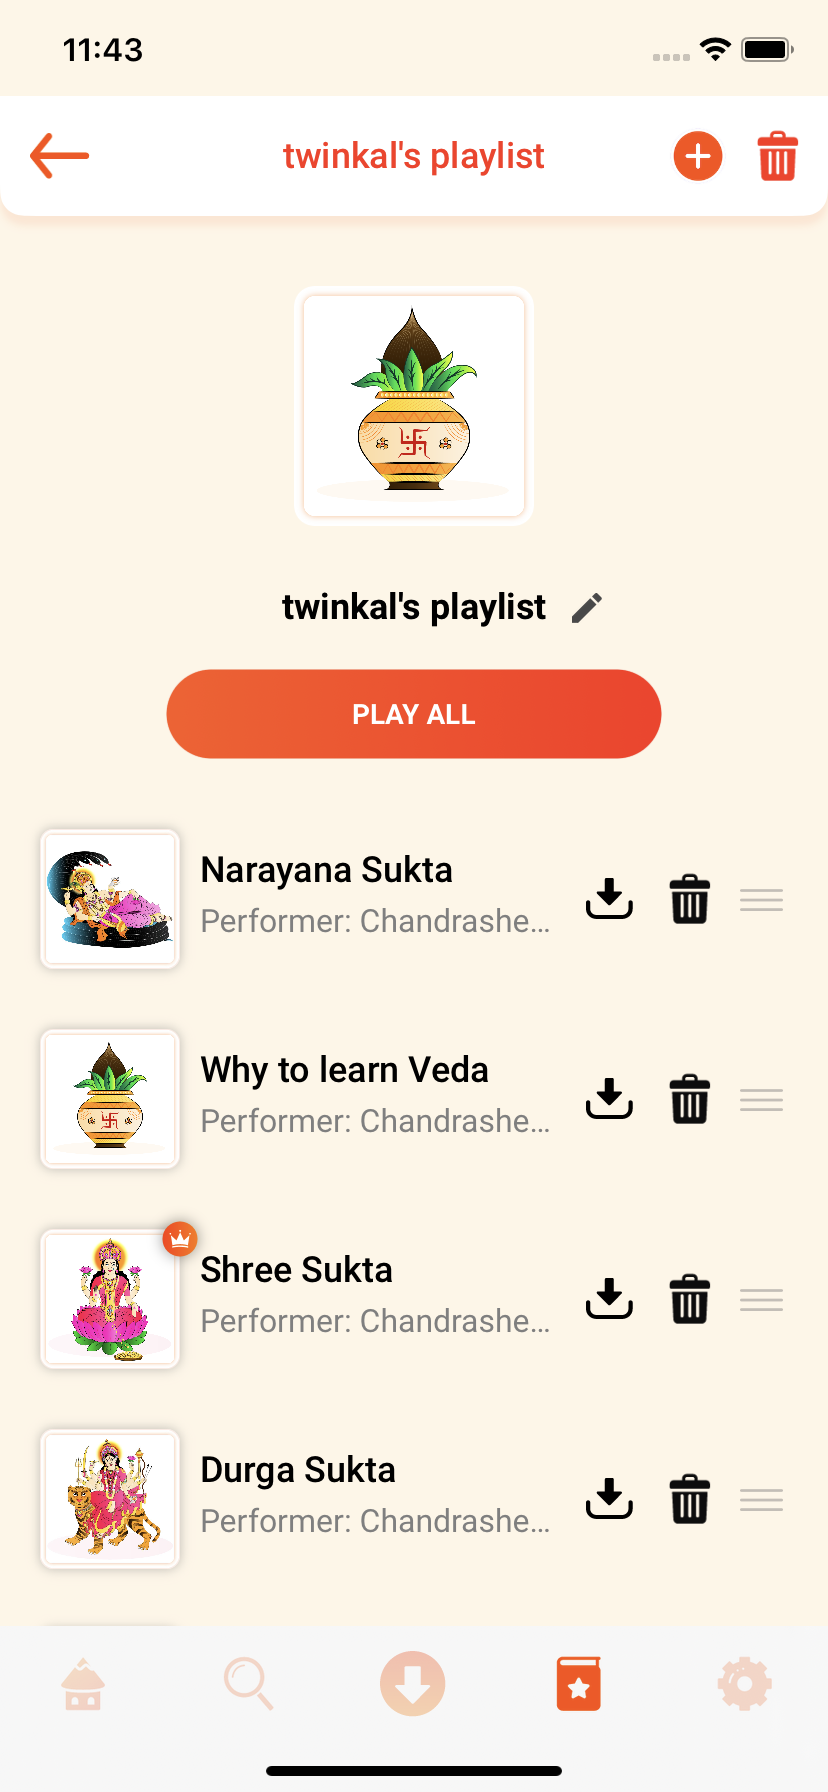 11:43
twinkal's playlist
twinkal's playlist
PLAY ALL
Narayana Sukta
Performer: Chandrashe...
Why to learn Veda
Performer: Chandrashe...
Shree Sukta
Performer: Chandrashe...
Durga Sukta
Performer: Chandrashe...